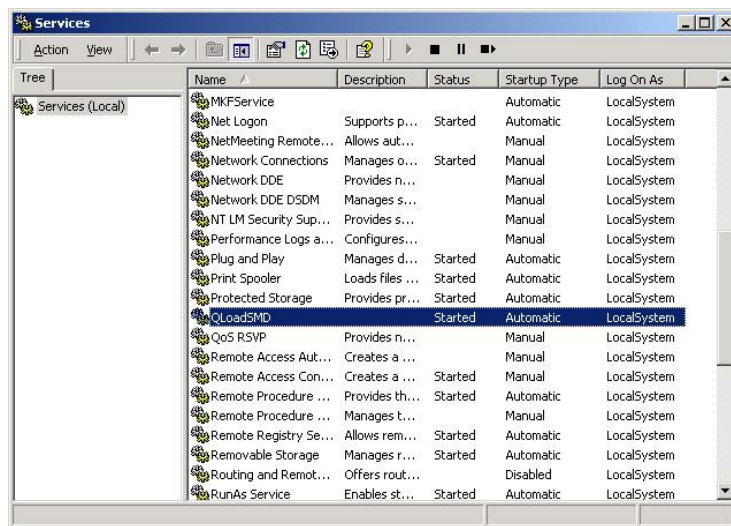 Services
Action View
Tree
Name Description Status Startup Type Log On As
Services (Local)
MKFService Automatic LocalSystem
Net Logon Supports p... Started Automatic LocalSystem
NetMeeting Remote... Allows aut... Manual LocalSystem
Network Connections Manages o... Started Manual LocalSystem
Network DDE Provides n... Manual LocalSystem
Network DDE DSDM Manages s... Manual LocalSystem
NT LM Security Sup... Provides s... Manual LocalSystem
Performance Logs a... Configures... Manual LocalSystem
Plug and Play Manages d... Started Automatic LocalSystem
Print Spooler Loads files ... Started Automatic LocalSystem
Protected Storage Provides pr... Started Automatic LocalSystem
QLoadSMD Started Automatic LocalSystem
QoS RSVP Provides n... Manual LocalSystem
Remote Access Aut... Creates a ... Manual LocalSystem
Remote Access Con... Creates a ... Started Manual LocalSystem
Remote Procedure ... Provides th... Started Automatic LocalSystem
Remote Procedure ... Manages t... Manual LocalSystem
Remote Registry Se... Allows rem... Started Automatic LocalSystem
Removable Storage Manages r... Started Automatic LocalSystem
Routing and Remot... Offers rout... Disabled LocalSystem
RunAs Service Enables st... Started Automatic LocalSystem